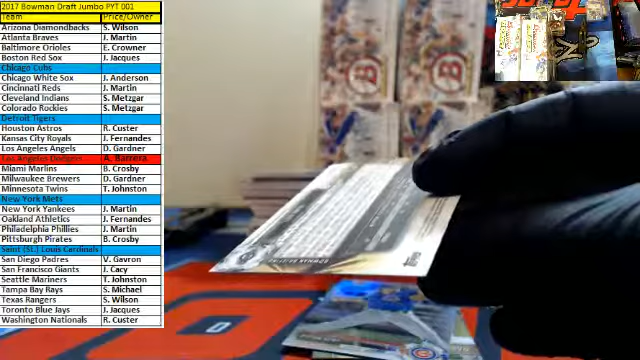 2017 Bowman Draft Jumbo PYT 001
Team Price/Owner
Arizona Diamondbacks S. Wilson
Atlanta Braves J. Martin
Baltimore Orioles E. Crowner
Boston Red Sox J. Jacques
Chicago Cubs
Chicago White Sox J. Anderson
Cincinnati Reds J. Martin
Cleveland Indians S. Metzgar
Colorado Rockies S. Metzgar
Detroit Tigers
Houston Astros R. Custer
Kansas City Royals J. Fernandes
Los Angeles Angels D. Gardner
Los Angeles Dodgers A. Barrera
Miami Marlins B. Crosby
Milwaukee Brewers D. Gardner
Minnesota Twins T. Johnston
New York Mets
New York Yankees J. Martin
Oakland Athletics J. Fernandes
Philadelphia Phillies J. Martin
Pittsburgh Pirates B. Crosby
Saint (St.) Louis Cardinals
San Diego Padres V. Gavron
San Francisco Giants J. Cacy
Seattle Mariners T. Johnston
Tampa Bay Rays S. Michael
Texas Rangers S. Wilson
Toronto Blue Jays J. Jacques
Washington Nationals R. Custer